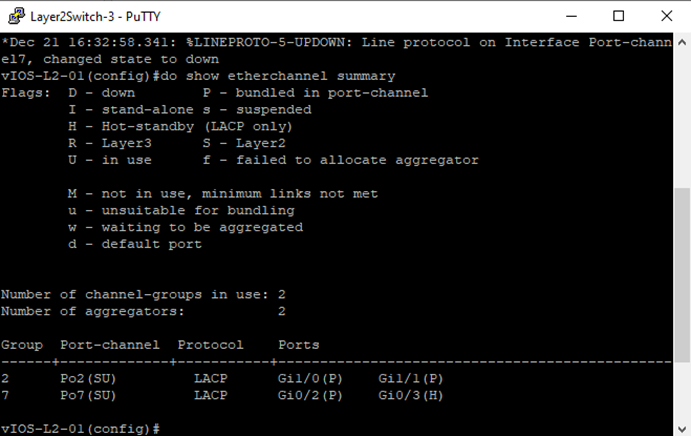 Layer2Switch-3 - PuTTY
*Dec 21 16:32:58.341: %LINEPROTO-5-UPDOWN: Line protocol on Interface Port-chann
el7, changed state to down
vIOS-L2-01(config)#do show etherchannel summary
Flags:  D - down        P - bundled in port-channel
        I - stand-alone s - suspended
        H - Hot-standby (LACP only)
        R - Layer3      S - Layer2
        U - in use      f - failed to allocate aggregator

        M - not in use, minimum links not met
        u - unsuitable for bundling
        w - waiting to be aggregated
        d - default port


Number of channel-groups in use: 2
Number of aggregators:           2

Group  Port-channel  Protocol    Ports
------+-------------+-----------+-----------------------------------------------
2      Po2(SU)         LACP      Gi1/0(P)    Gi1/1(P)
7      Po7(SU)         LACP      Gi0/2(P)    Gi0/3(H)

vIOS-L2-01(config)#